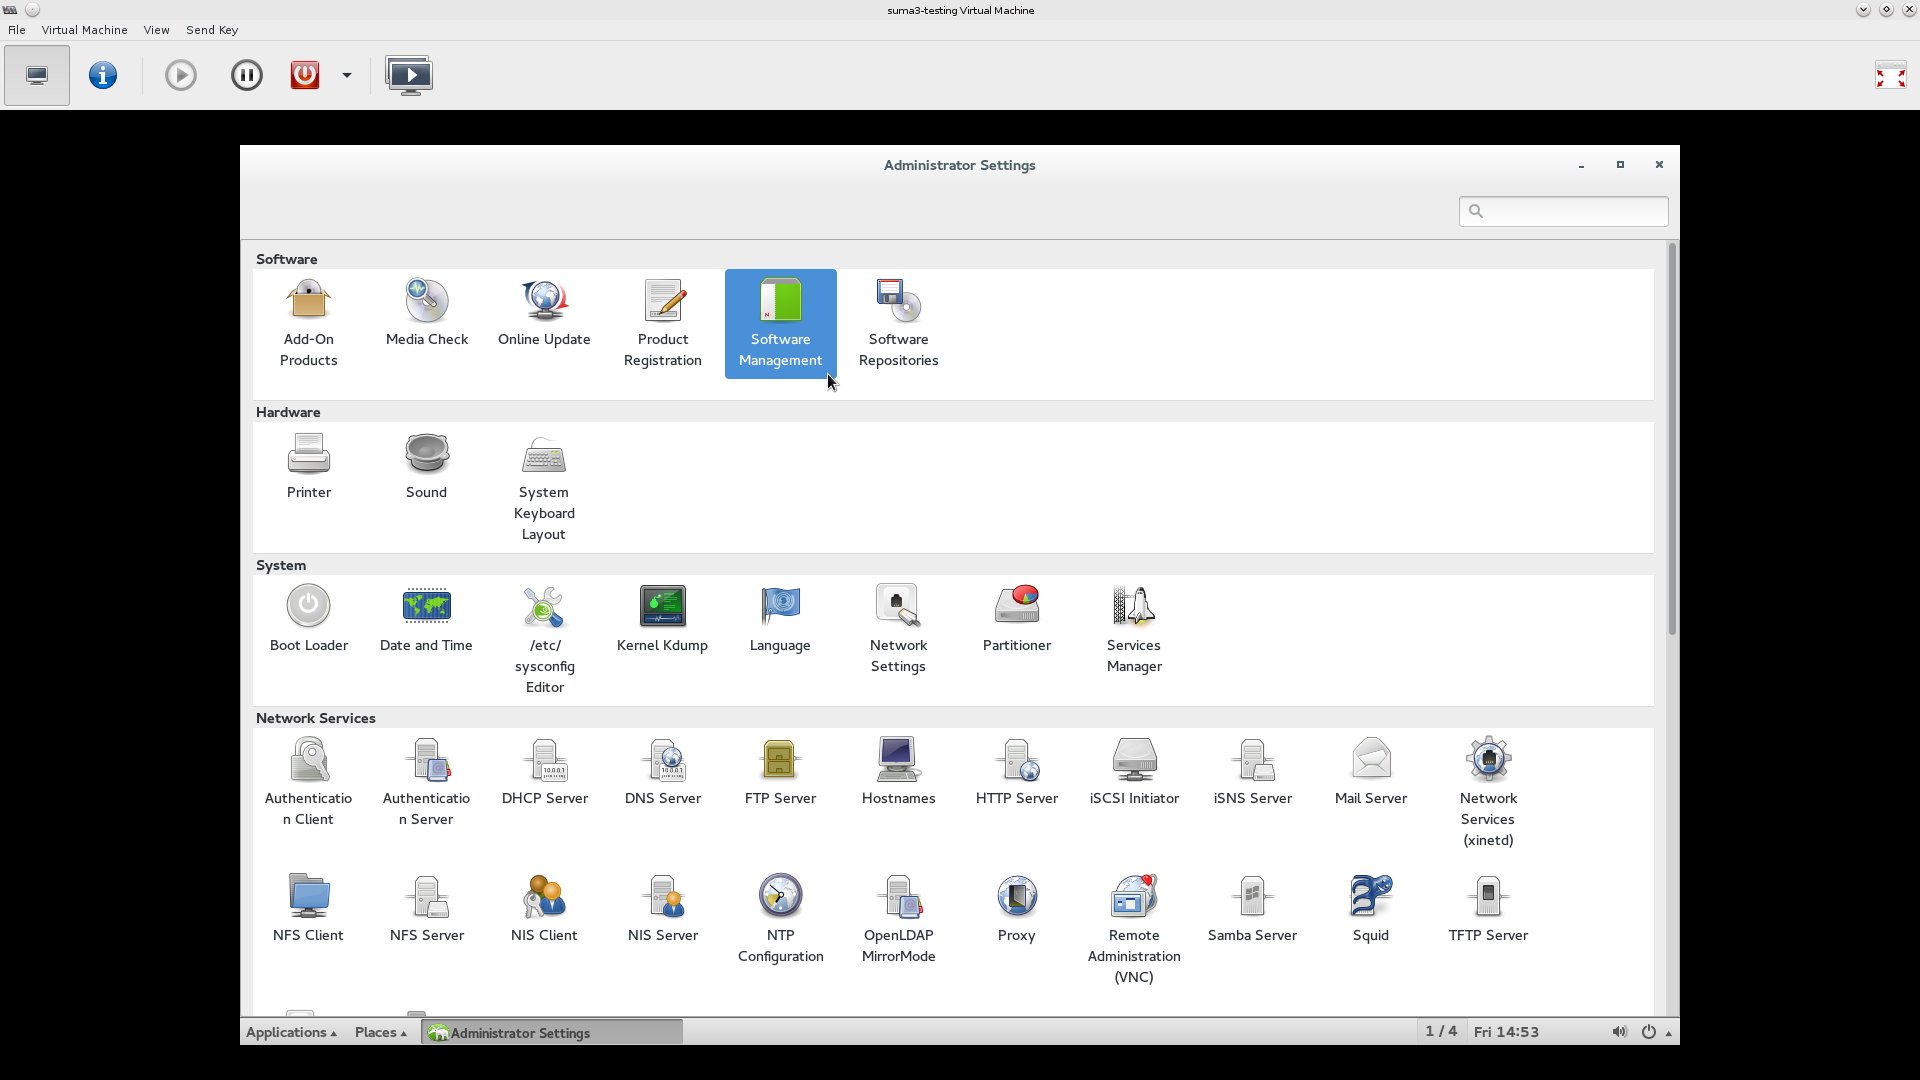 suma3-testing Virtual Machine
File Virtual Machine View Send Key
Administrator Settings
Software
Add-On Products
Media Check
Online Update
Product Registration
Software Management
Software Repositories
Hardware
Printer
Sound
System Keyboard Layout
System
Boot Loader
Date and Time
/etc/sysconfig Editor
Kernel Kdump
Language
Network Settings
Partitioner
Services Manager
Network Services
Authentication Client
Authentication Server
DHCP Server
DNS Server
FTP Server
Hostnames
HTTP Server
iSCSI Initiator
iSNS Server
Mail Server
Network Services (xinetd)
NFS Client
NFS Server
NIS Client
NIS Server
NTP Configuration
OpenLDAP MirrorMode
Proxy
Remote Administration (VNC)
Samba Server
Squid
TFTP Server
Applications Places Administrator Settings 1 / 4 Fri 14:53